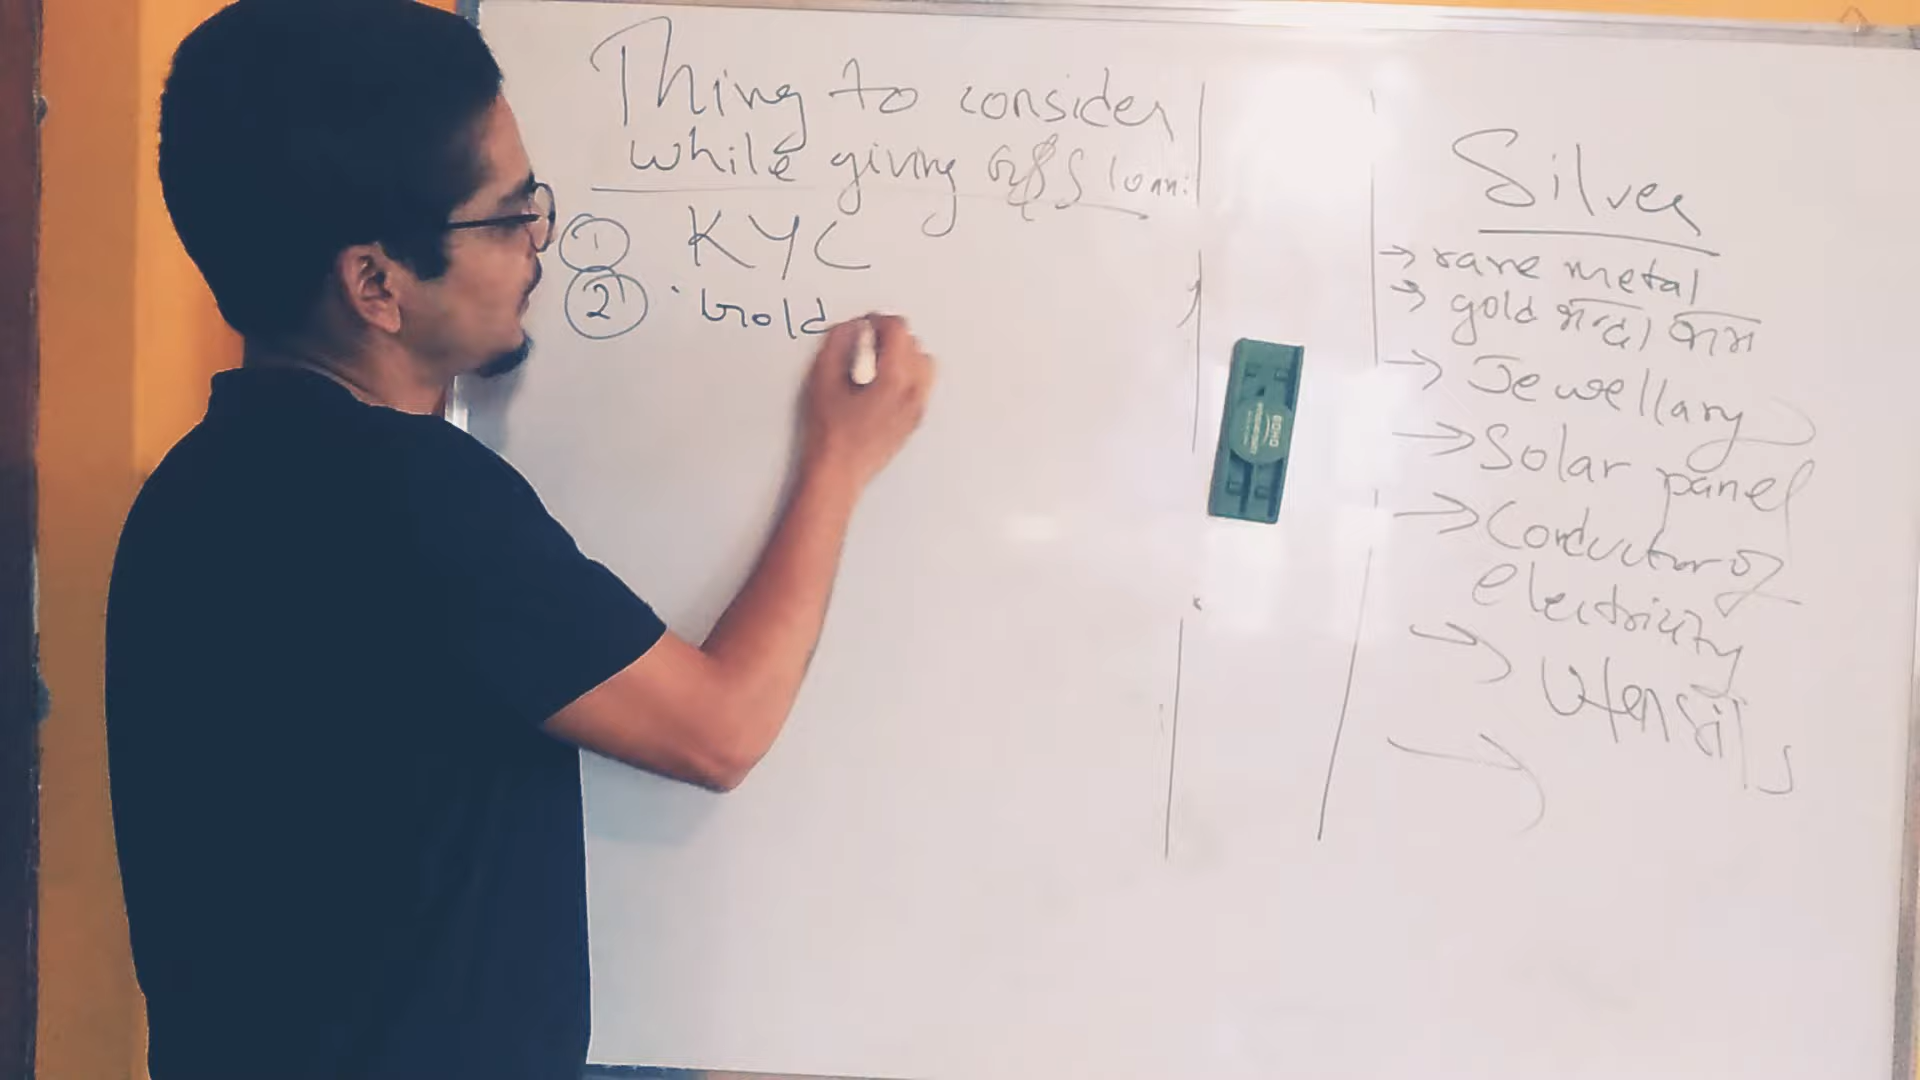 Thing to consider
while giving G&S loan:
① KYC
② Gold
Silver
→ rare metal
→ gold भन्दा कम
→ Jewellary
→ Solar panel
→ Conductor of
electricity
→ Utensils
→